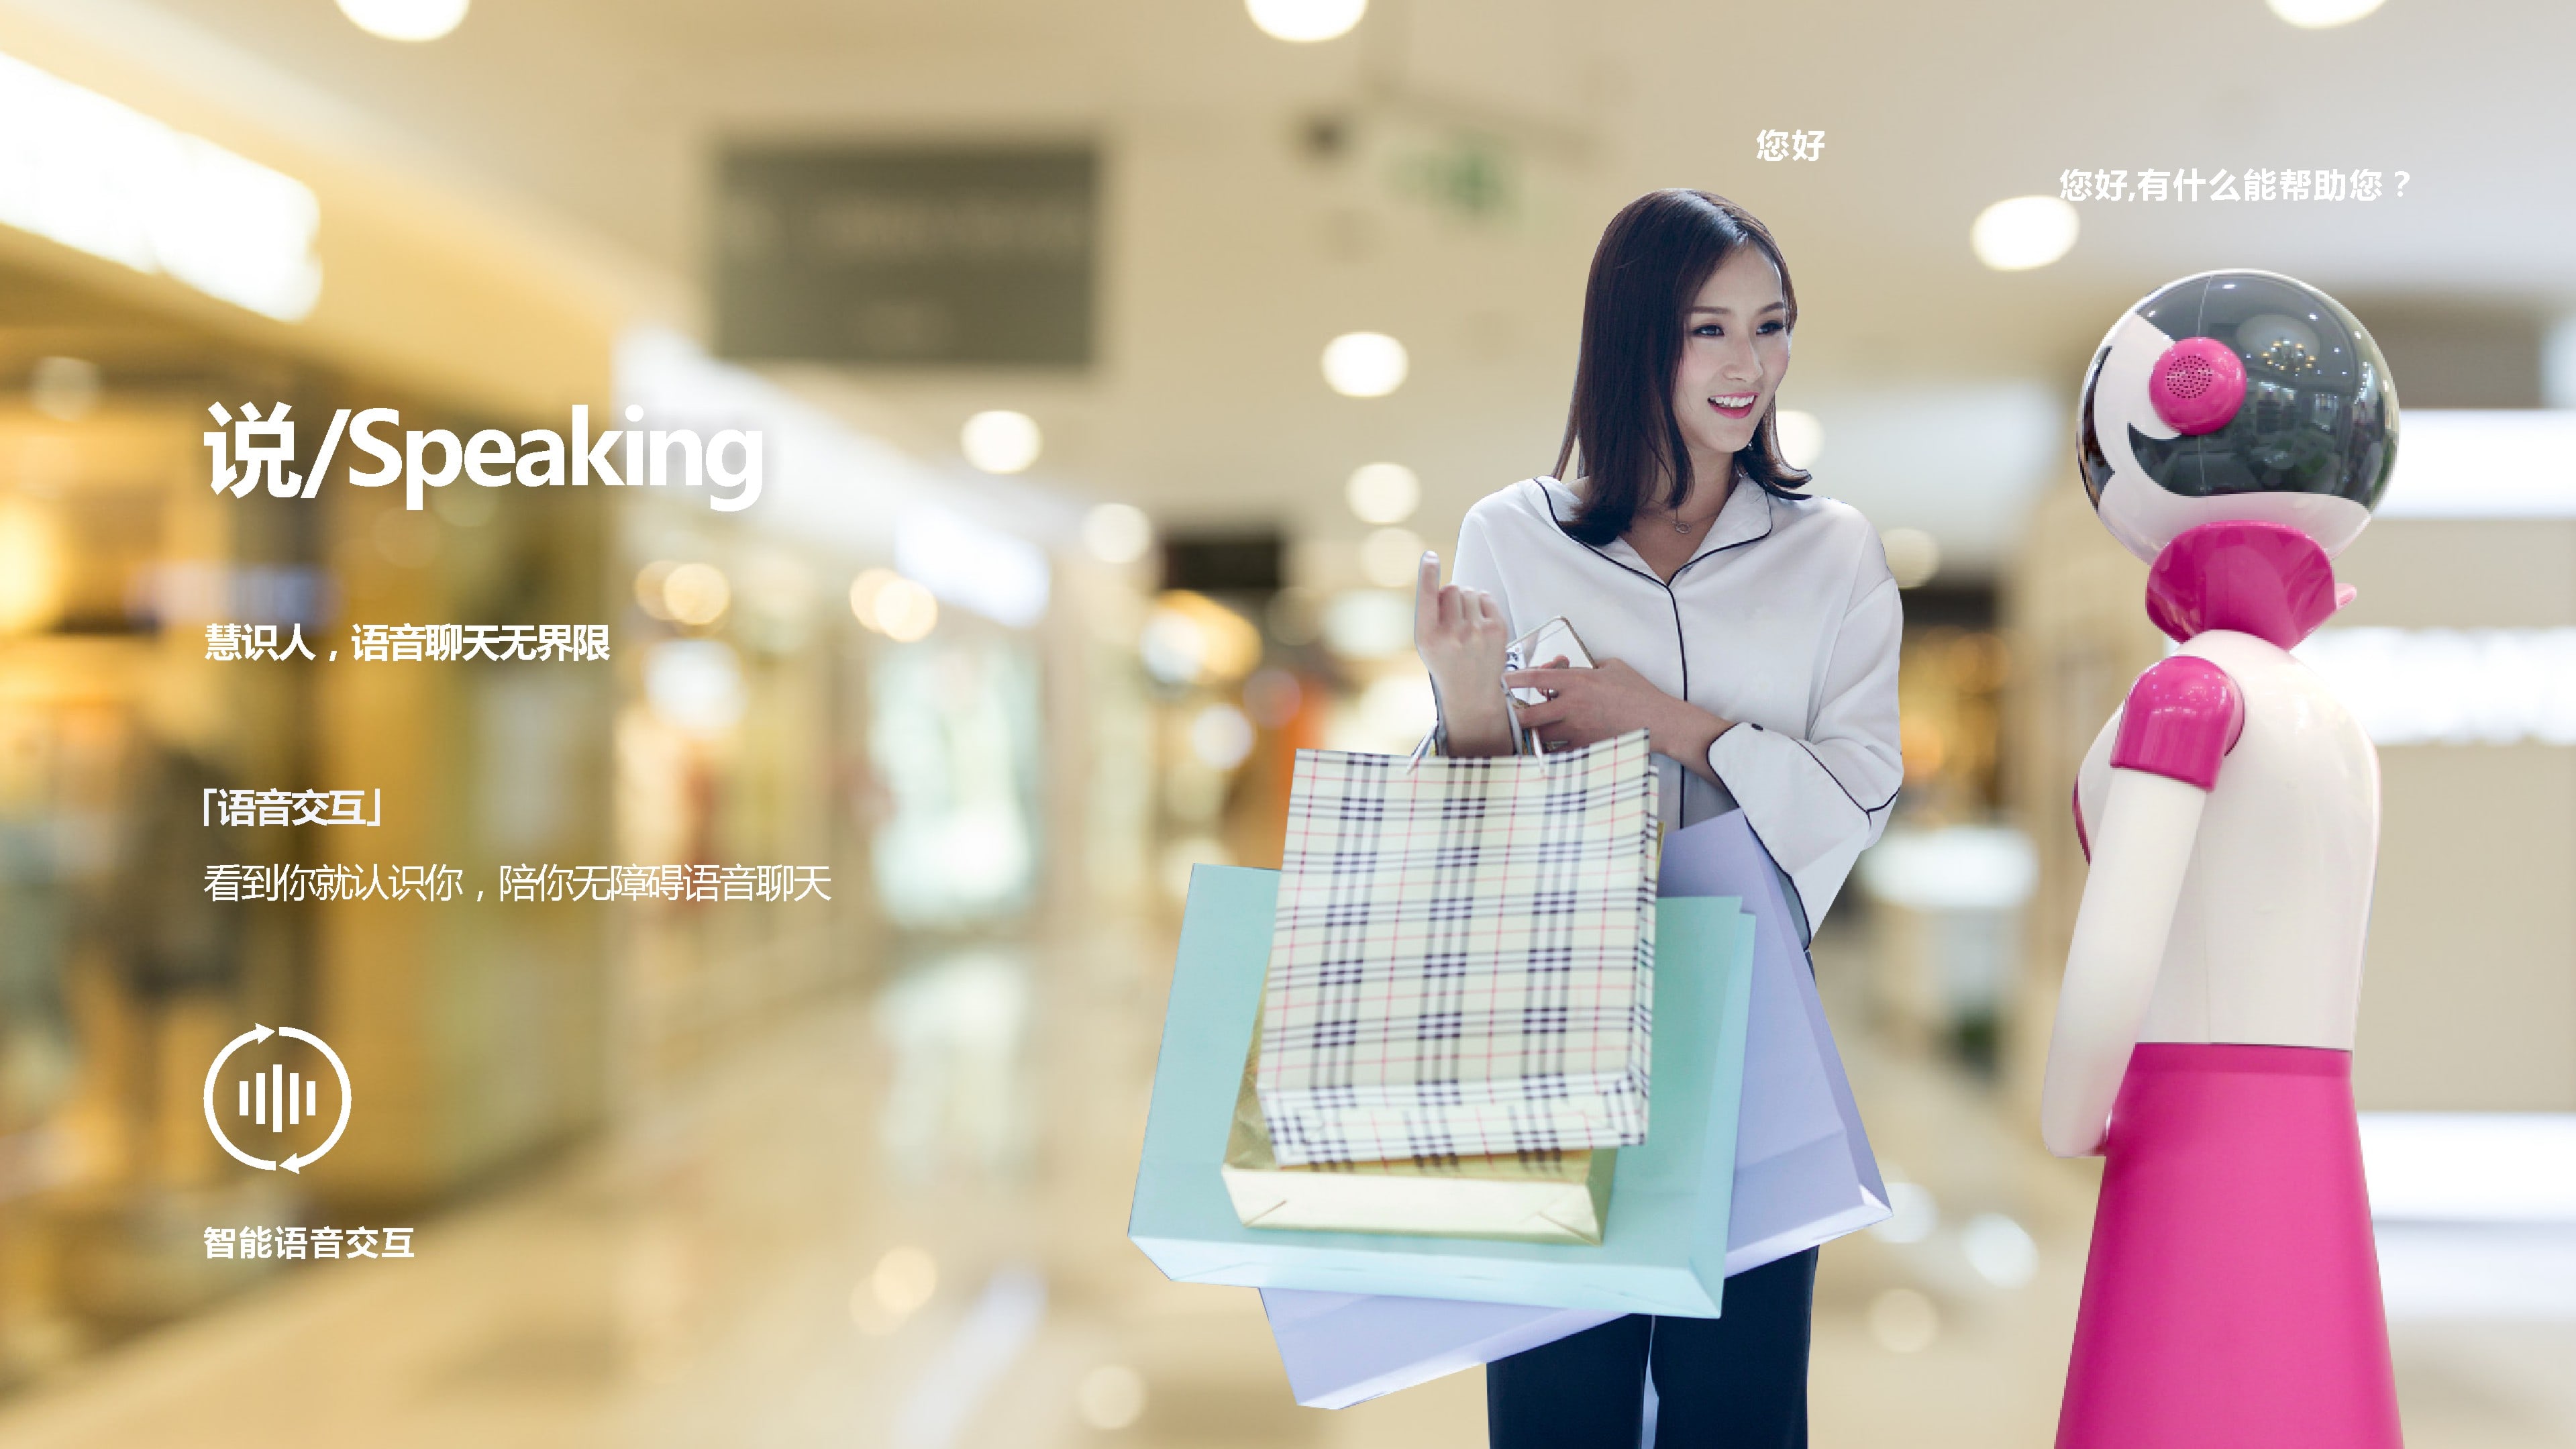 您好
您好,有什么能帮助您？
说/Speaking
慧识人，语音聊天无界限
「语音交互」
看到你就认识你，陪你无障碍语音聊天
智能语音交互